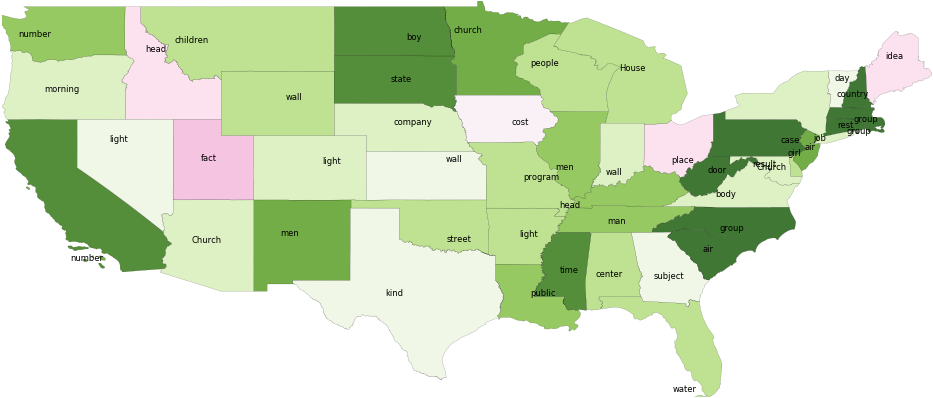 number
children
boy
church
head
idea
people
House
day
morning
state
wall
country
company
cost
group
rest
group
light
job
case
air
girl
fact
light
wall
place
result
Church
men
door
wall
program
body
head
Church
men
street
light
man
group
air
number
time
center
subject
kind
public
water